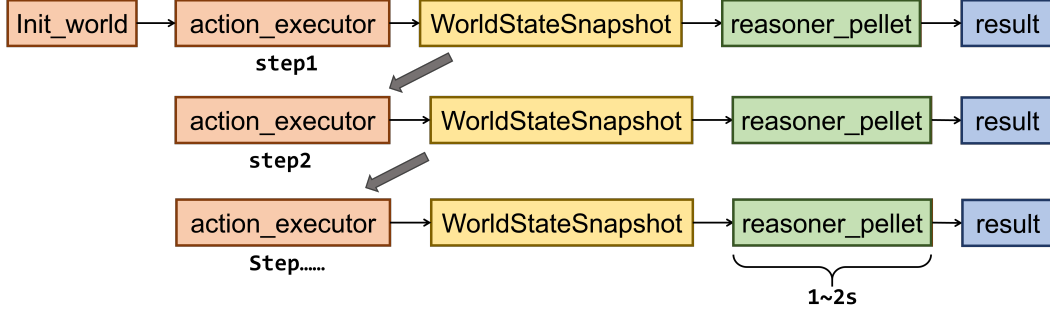 Init_world action_executor WorldStateSnapshot reasoner_pellet result
step1
action_executor WorldStateSnapshot reasoner_pellet result
step2
action_executor WorldStateSnapshot reasoner_pellet result
Step……
1~2s